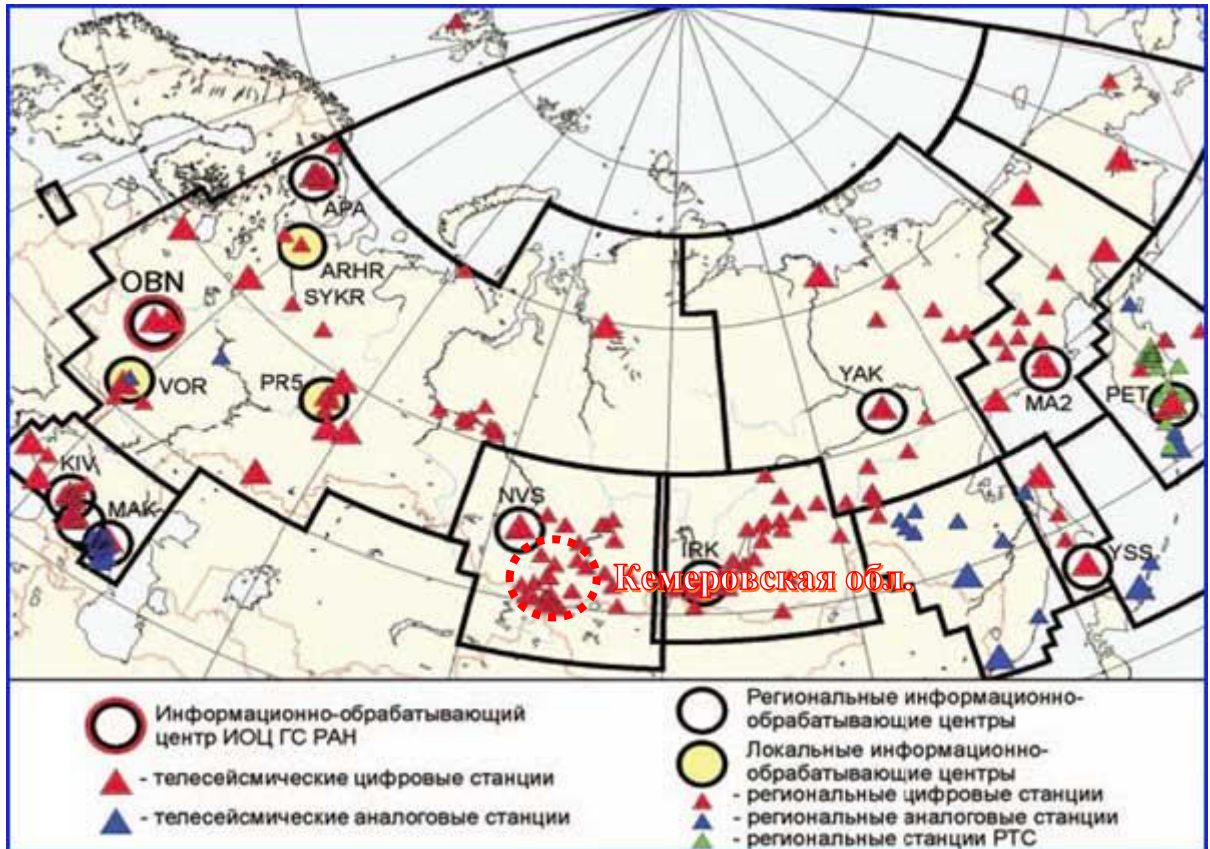 APA
ARHR
OBN
SYKR
VOR
PR5
YAK
MA2
PET
KIV
MAK
NVS
IRK
YSS
Кемеровская обл.
Информационно-обрабатывающий
центр ИОЦ ГС РАН
- телесейсмические цифровые станции
- телесейсмические аналоговые станции
Региональные информационно-
обрабатывающие центры
Локальные информационно-
обрабатывающие центры
- региональные цифровые станции
- региональные аналоговые станции
- региональные станции РТС